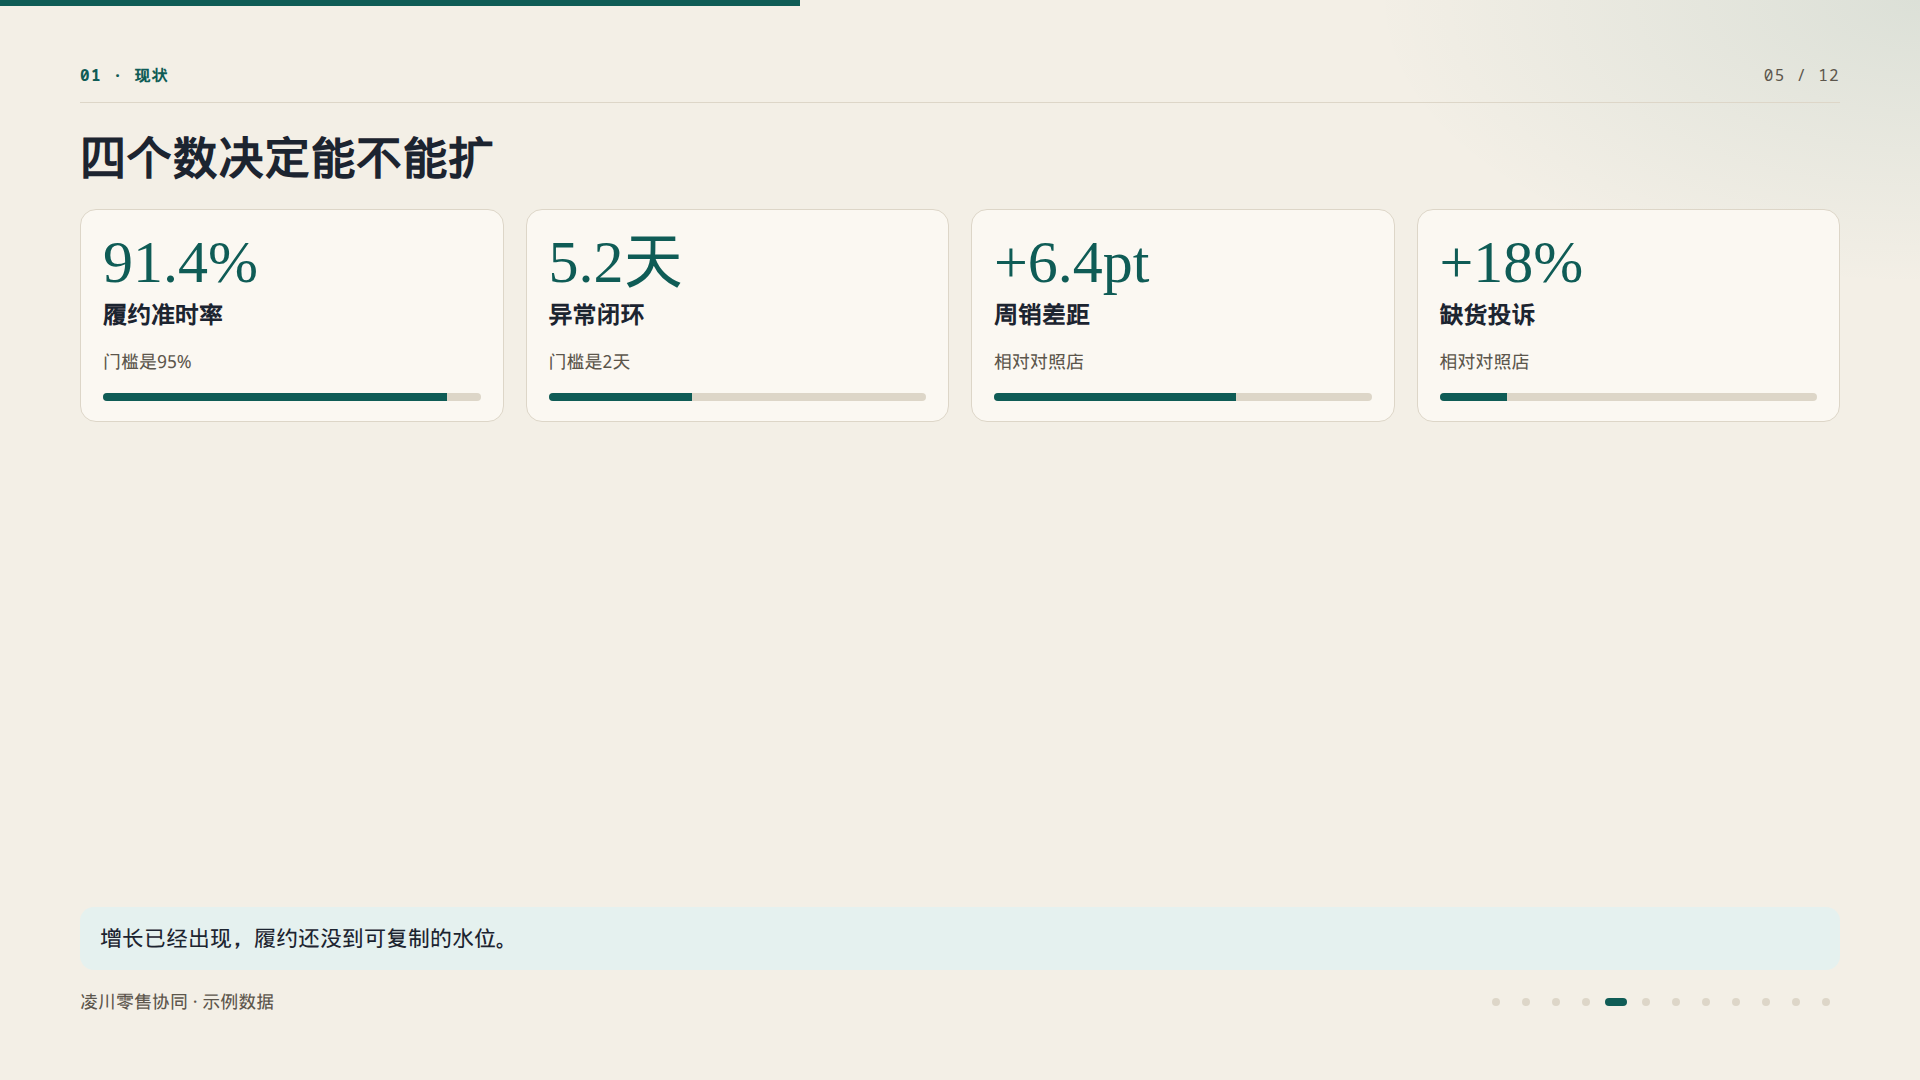 01 · 现状
05 / 12
四个数决定能不能扩
91.4%
履约准时率
门槛是95%
5.2天
异常闭环
门槛是2天
+6.4pt
周销差距
相对对照店
+18%
缺货投诉
相对对照店
增长已经出现，履约还没到可复制的水位。
凌川零售协同 · 示例数据